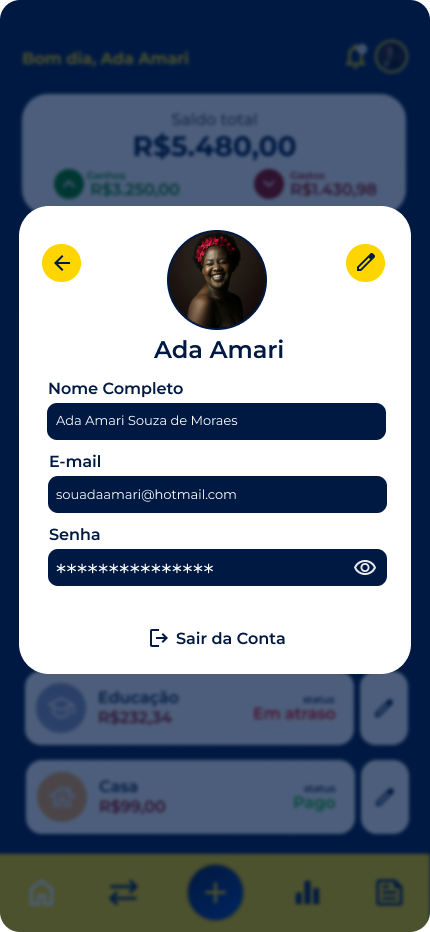 Bom dia, Ada Amari
Saldo total
R$5.480,00
Ganhos
R$3.250,00
Gastos
R$1.430,98
Ada Amari
Nome Completo
Ada Amari Souza de Moraes
E-mail
souadaamari@hotmail.com
Senha
***************
Sair da Conta
Educação
R$232,34
status
Em atraso
Casa
R$99,00
status
Pago